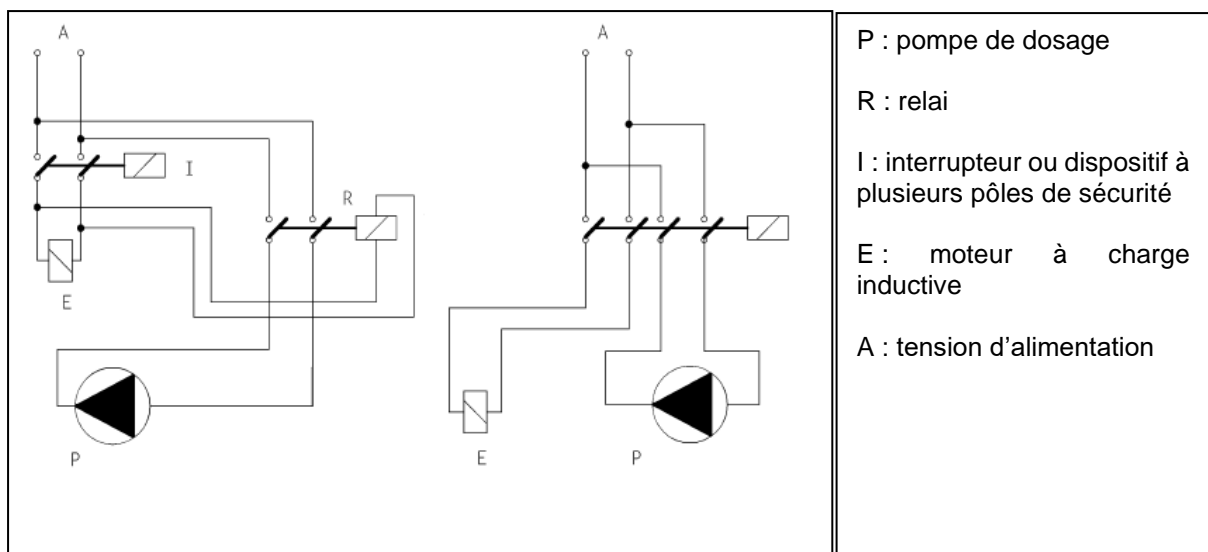 A
I
R
E
P
A
E
P
P : pompe de dosage
R : relai
I : interrupteur ou dispositif à
plusieurs pôles de sécurité
E : moteur à charge
inductive
A : tension d’alimentation